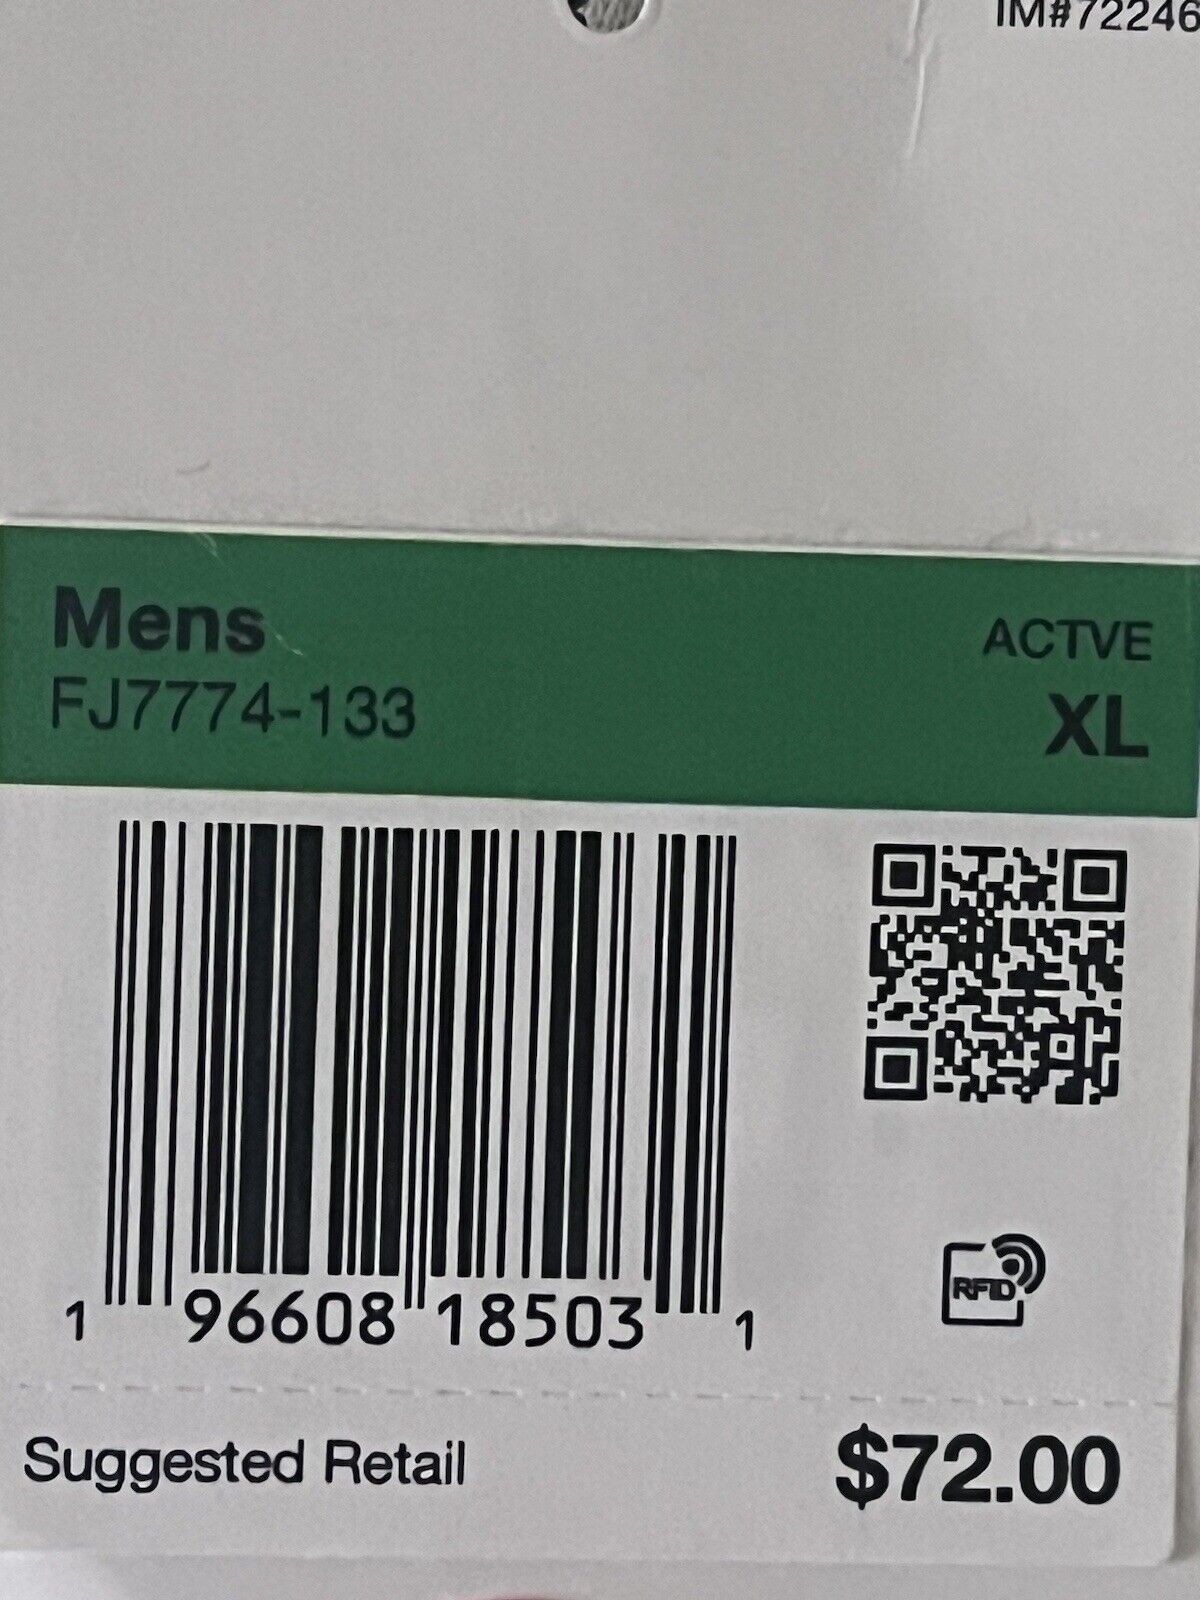 IM#72246
Mens
ACTVE
FJ7774-133
XL
1 96608 18503 1
RFID
Suggested Retail
$72.00